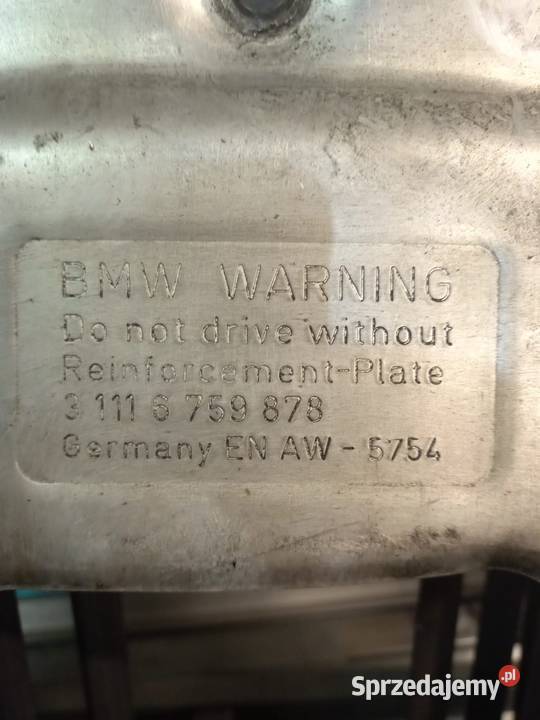 BMW WARNING
Do not drive without
Reinforcement-Plate
3 111 6 759 878
Germany EN AW - 5754
Sprzedajemy.pl